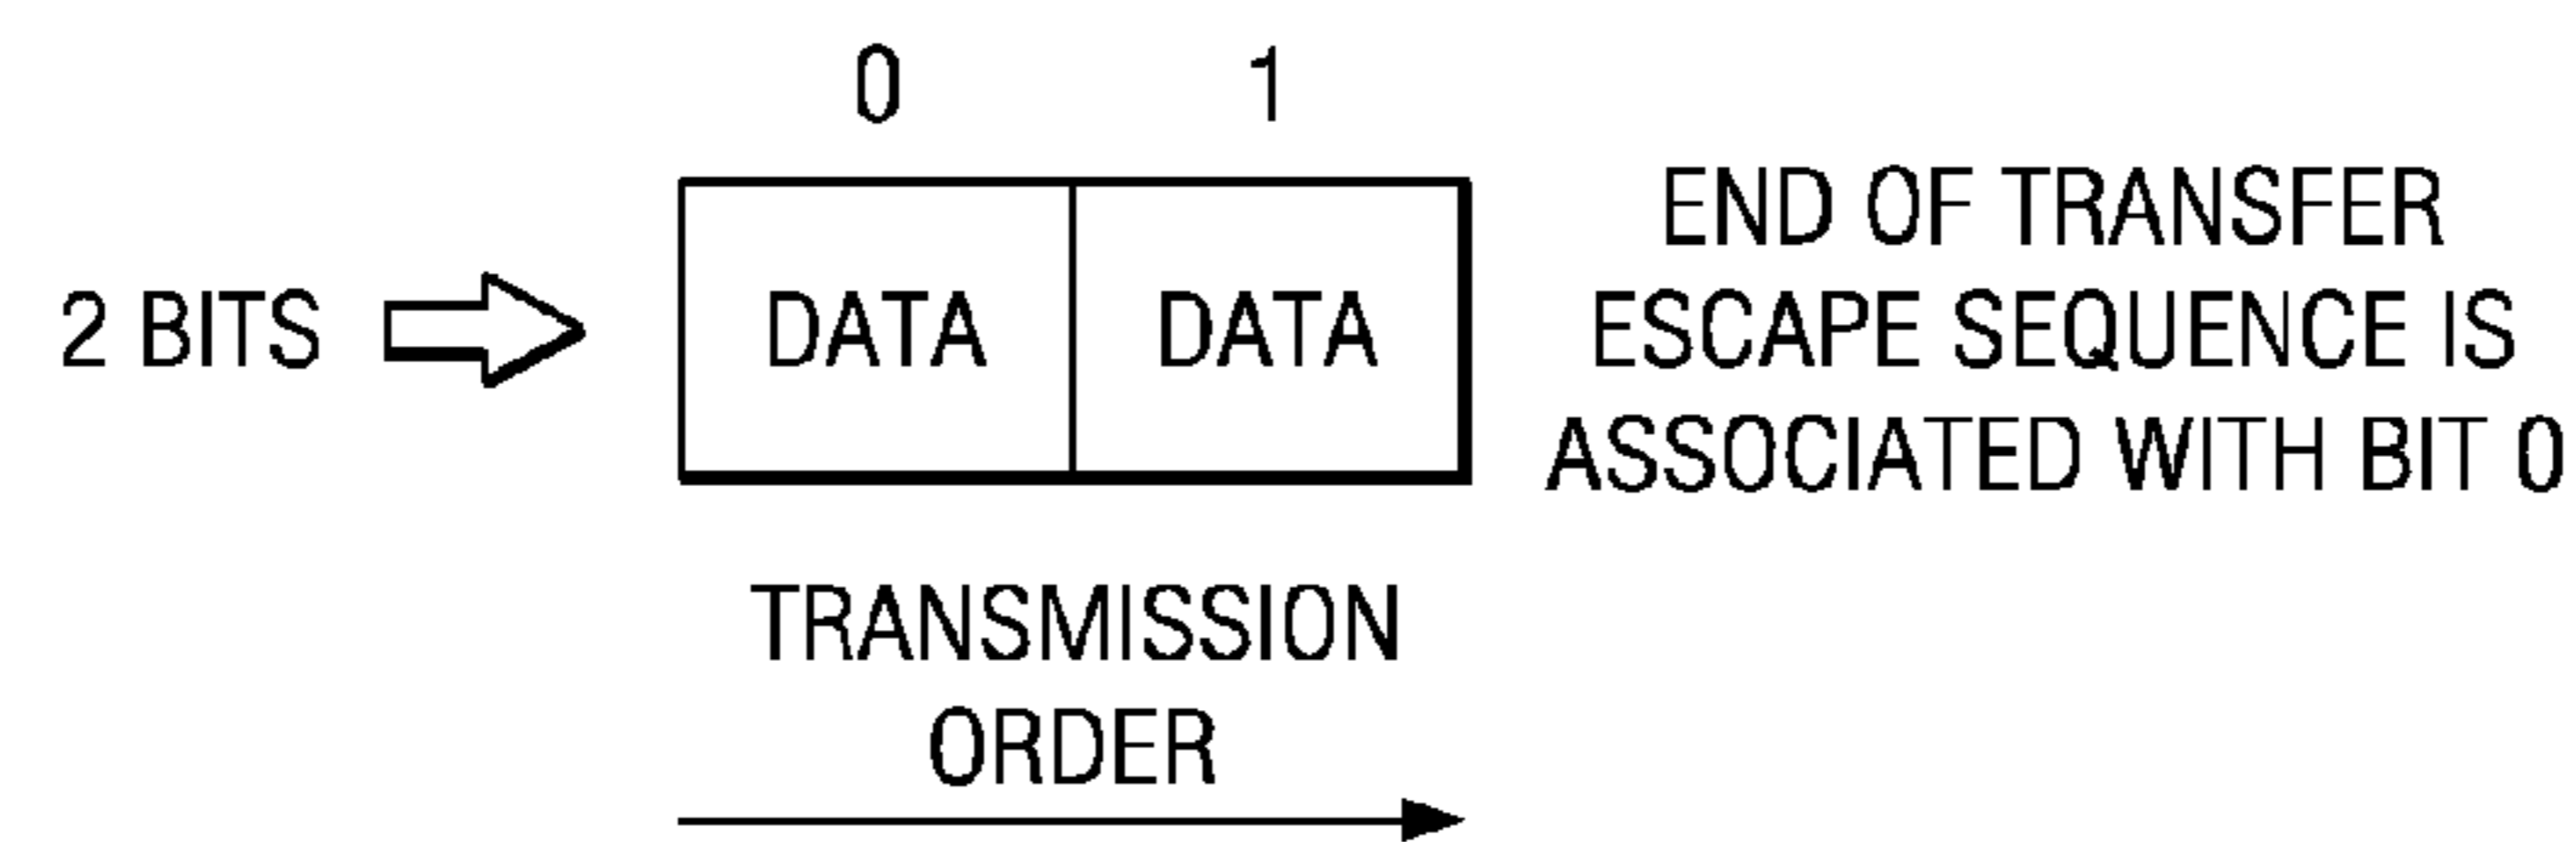 0 1
2 BITS
DATA DATA
END OF TRANSFER
ESCAPE SEQUENCE IS
ASSOCIATED WITH BIT 0
TRANSMISSION
ORDER